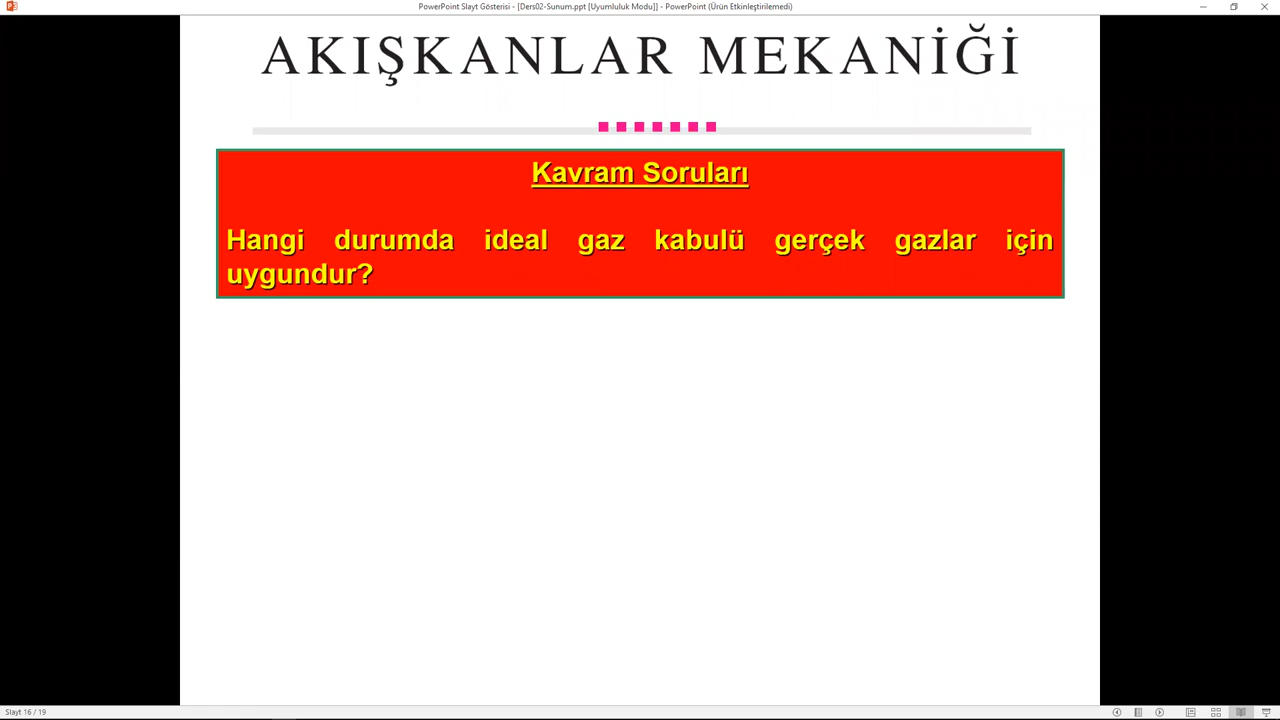 PowerPoint Slayt Gösterisi - [Ders02-Sunum.ppt [Uyumluluk Modu]] - PowerPoint (Ürün Etkinleştirilemedi)
AKIŞKANLAR MEKANİĞİ
Kavram Soruları
Hangi durumda ideal gaz kabulü gerçek gazlar için
uygundur?
Slayt 16 / 19